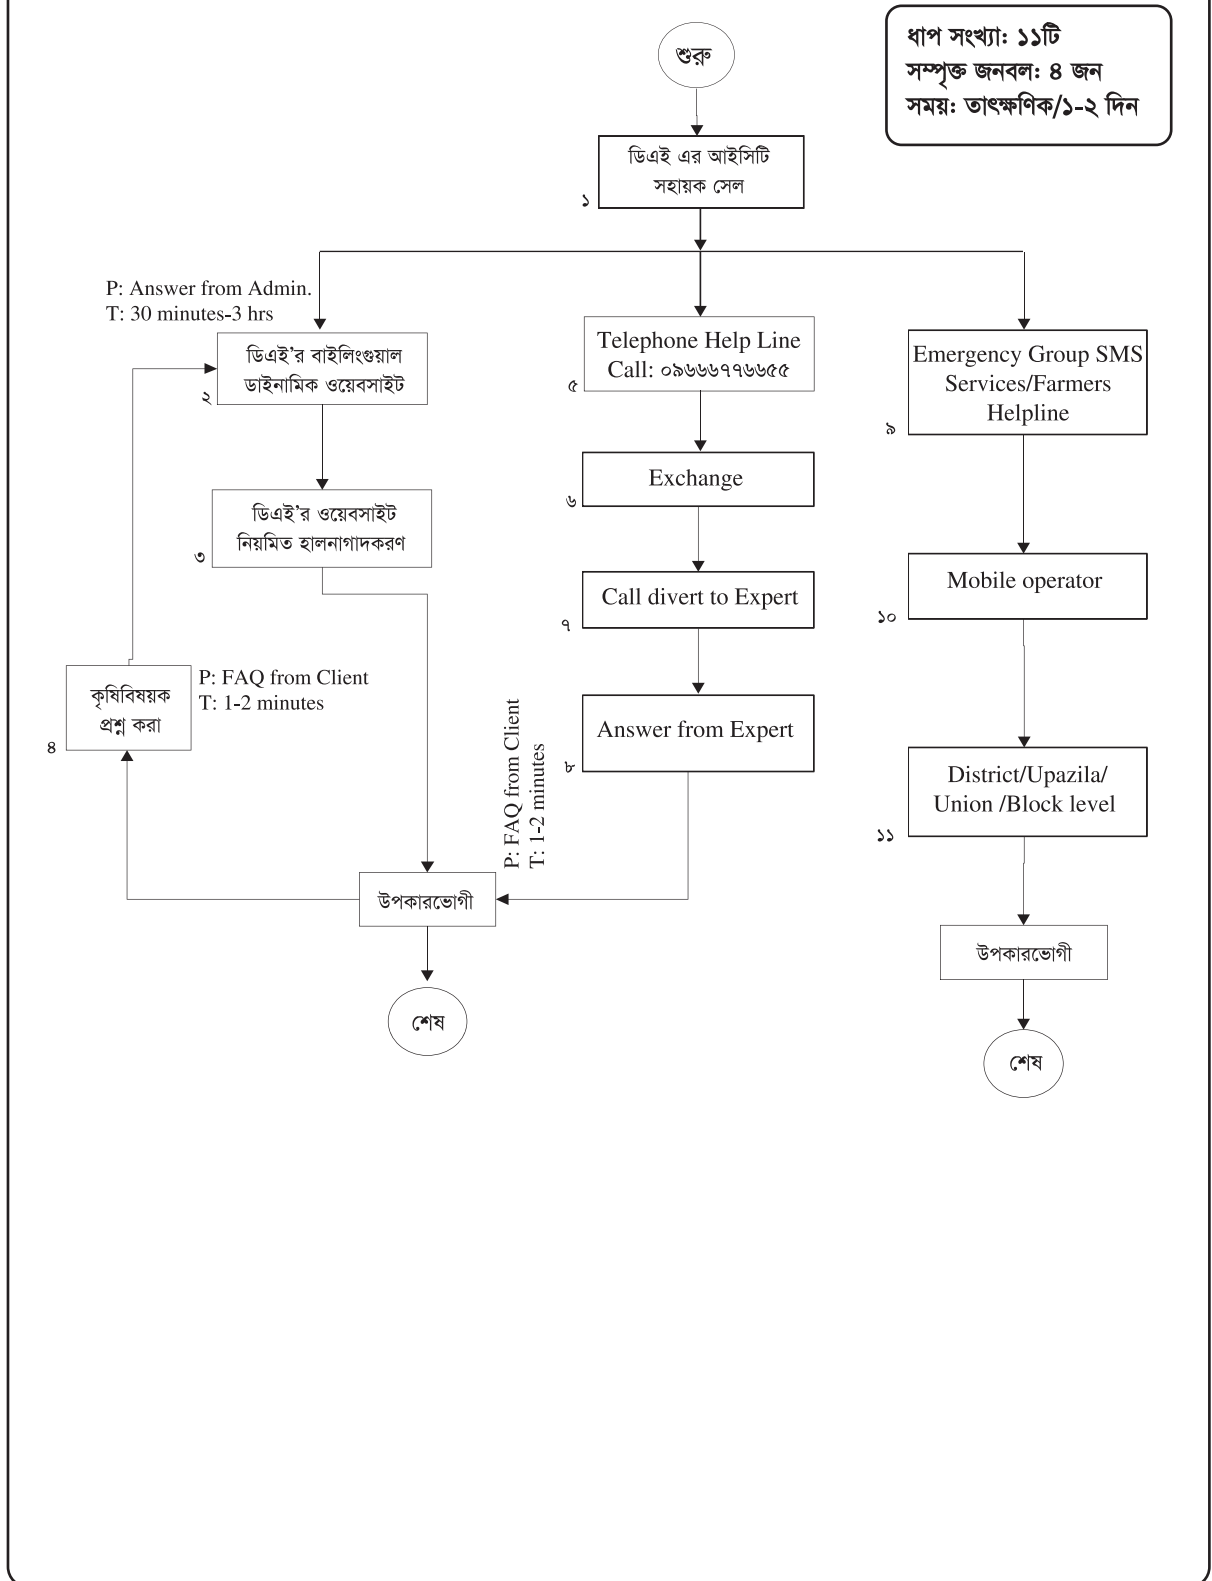 ধাপ সংখ্যা: ১১টি
সম্পৃক্ত জনবল: ৪ জন
সময়: তাৎক্ষণিক/১-২ দিন
শুরু
ডিএই এর আইসিটি
সহায়ক সেল
১
P: Answer from Admin.
T: 30 minutes-3 hrs
ডিএই’র বাইলিংগুয়াল
ডাইনামিক ওয়েবসাইট
২
ডিএই’র ওয়েবসাইট
নিয়মিত হালনাগাদকরণ
৩
কৃষিবিষয়ক
প্রশ্ন করা
৪
P: FAQ from Client
T: 1-2 minutes
Telephone Help Line
Call: ০৯৬৬৬৭৭৬৬৫৫
৫
Exchange
৬
Call divert to Expert
৭
Answer from Expert
৮
P: FAQ from Client
T: 1-2 minutes
উপকারভোগী
শেষ
Emergency Group SMS
Services/Farmers
Helpline
৯
Mobile operator
১০
District/Upazila/
Union /Block level
১১
উপকারভোগী
শেষ